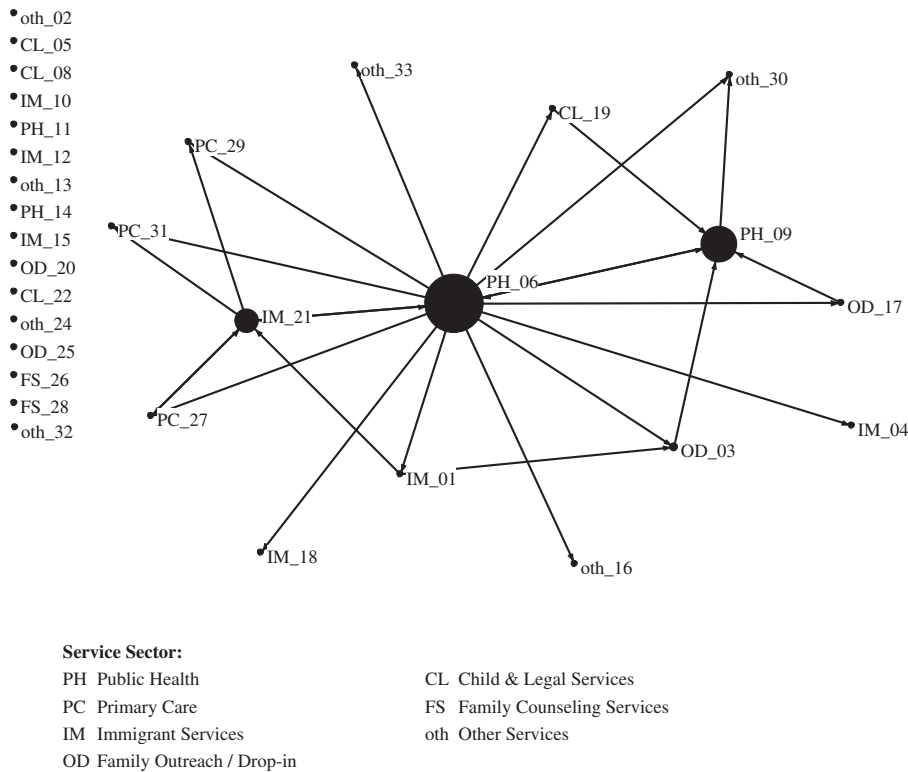 oth_02
CL_05
CL_08
IM_10
PH_11
IM_12
oth_13
PH_14
IM_15
OD_20
CL_22
oth_24
OD_25
FS_26
FS_28
oth_32
oth_33
oth_30
CL_19
PC_29
PC_31
PH_09
PH_06
IM_21
OD_17
PC_27
IM_04
OD_03
IM_01
IM_18
oth_16
Service Sector:
PH Public Health
PC Primary Care
IM Immigrant Services
OD Family Outreach / Drop-in
CL Child & Legal Services
FS Family Counseling Services
oth Other Services